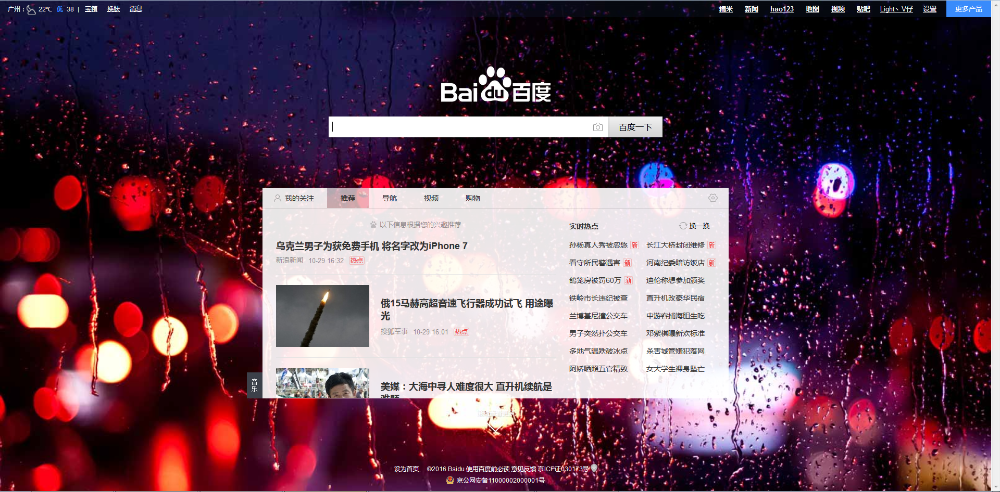 广州： 22℃ 优 38 | 宝箱 换肤 消息
糯米 新闻 hao123 地图 视频 贴吧 Light丶V仔 设置 更多产品
Bai du 百度
百度一下
我的关注 推荐 导航 视频 购物
以下信息根据您的兴趣推荐
乌克兰男子为获免费手机 将名字改为iPhone 7
新浪新闻 10-29 16:32 热点
俄15马赫高超音速飞行器成功试飞 用途曝
光
搜狐军事 10-29 16:01 热点
美媒：大海中寻人难度很大 直升机续航是
难题
实时热点 换一换
孙杨真人秀被忽悠 新 长江大桥封闭维修 新
看守所民警遇害 新 河南纪委暗访饭店 新
鸽笼房被罚60万 新 迪伦称想参加颁奖
铁岭市长违纪被查 直升机改豪华民宿
兰博基尼撞公交车 中游客捕海胆生吃
男子突然扑公交车 邓紫棋曝新欢标准
多地气温跌破冰点 杀害城管嫌犯落网
阿娇晒照五官精致 女大学生裸身坠亡
音
乐
滚动查看更多
设为首页 ©2016 Baidu 使用百度前必读 意见反馈 京ICP证030173号
京公网安备11000002000001号